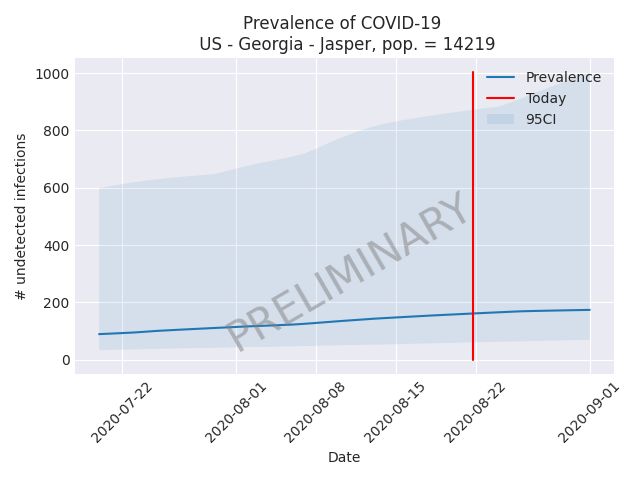 Prevalence of COVID-19
US - Georgia - Jasper, pop. = 14219
1000
800
600
400
200
0
# undetected infections
Prevalence
Today
95CI
PRELIMINARY
2020-07-22
2020-08-01
2020-08-08
2020-08-15
2020-08-22
2020-09-01
Date